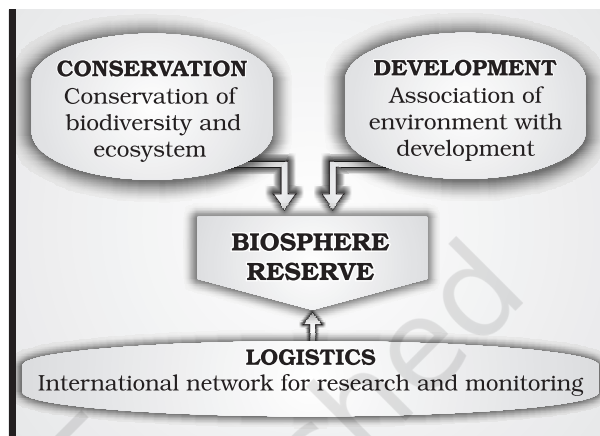 CONSERVATION
Conservation of
biodiversity and
ecosystem
DEVELOPMENT
Association of
environment with
development
BIOSPHERE
RESERVE
LOGISTICS
International network for research and monitoring